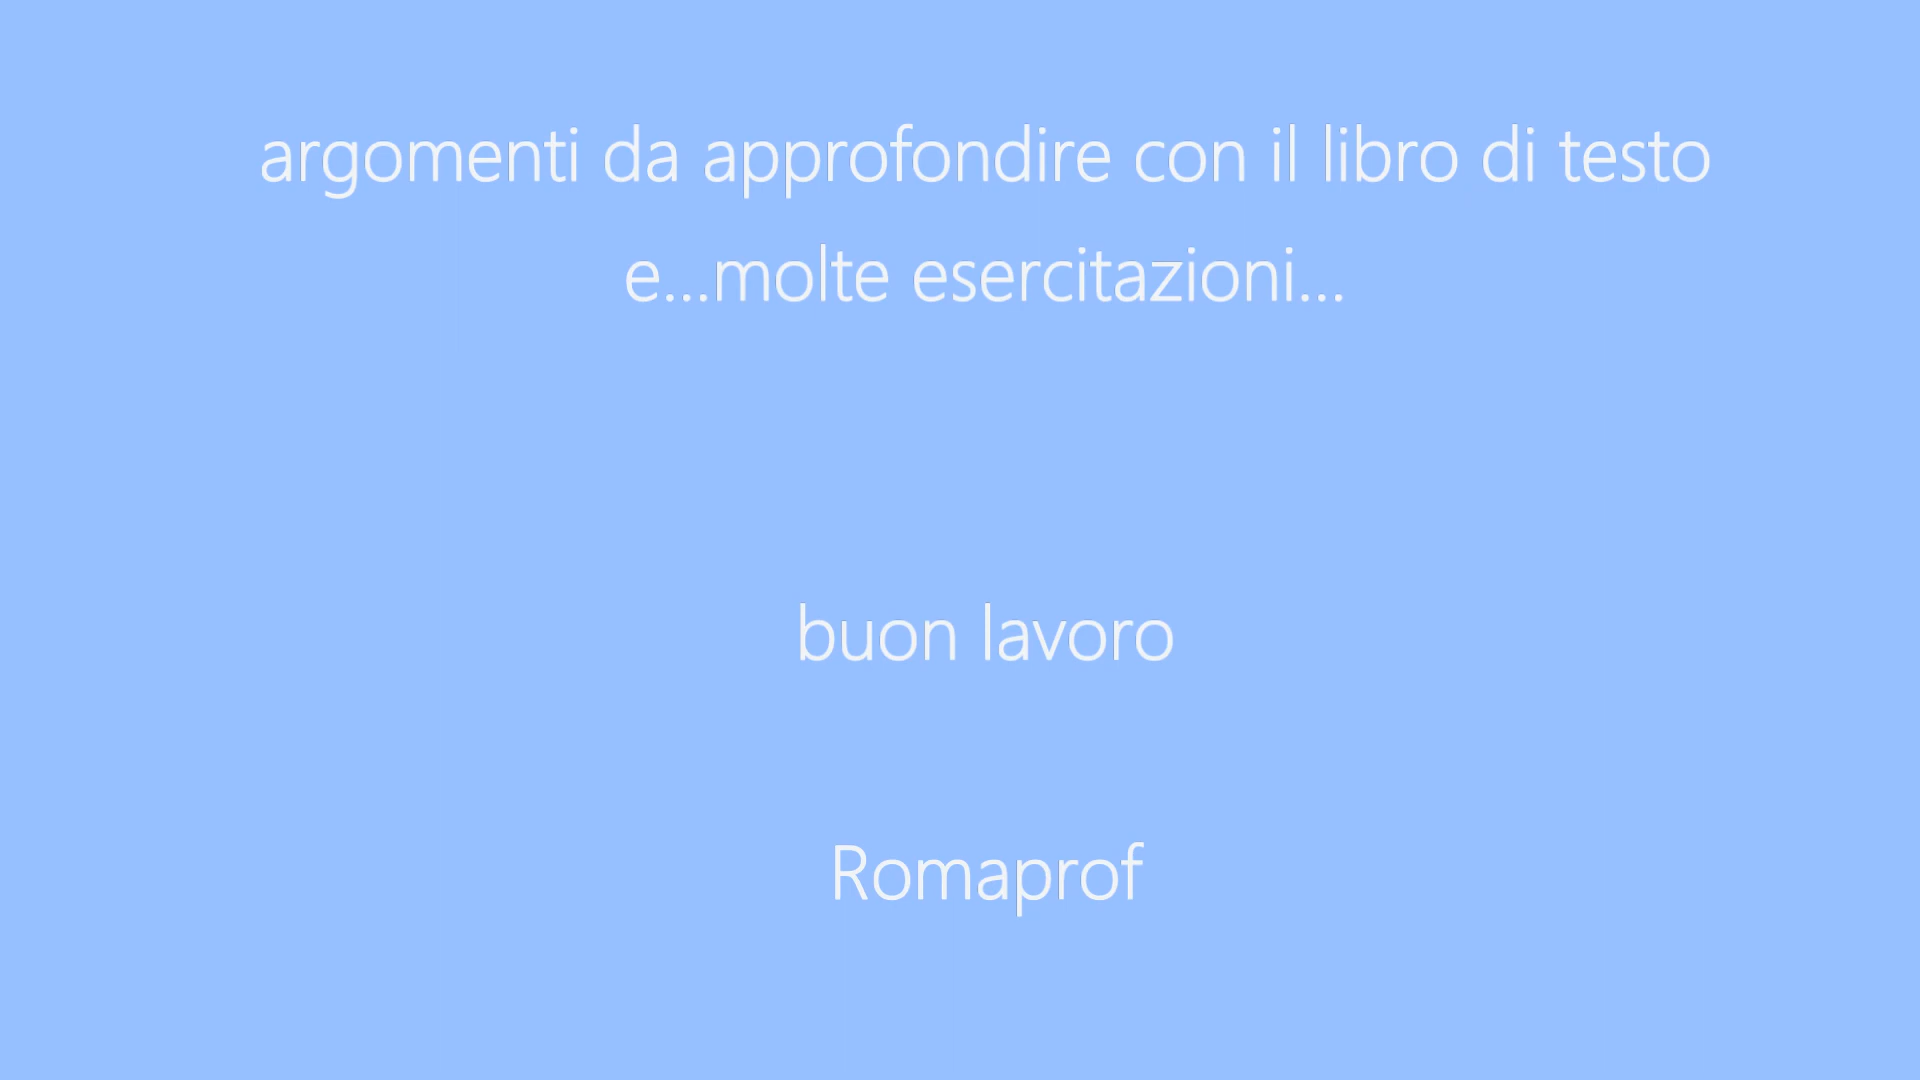 argomenti da approfondire con il libro di testo
e...molte esercitazioni...
buon lavoro
Romaprof